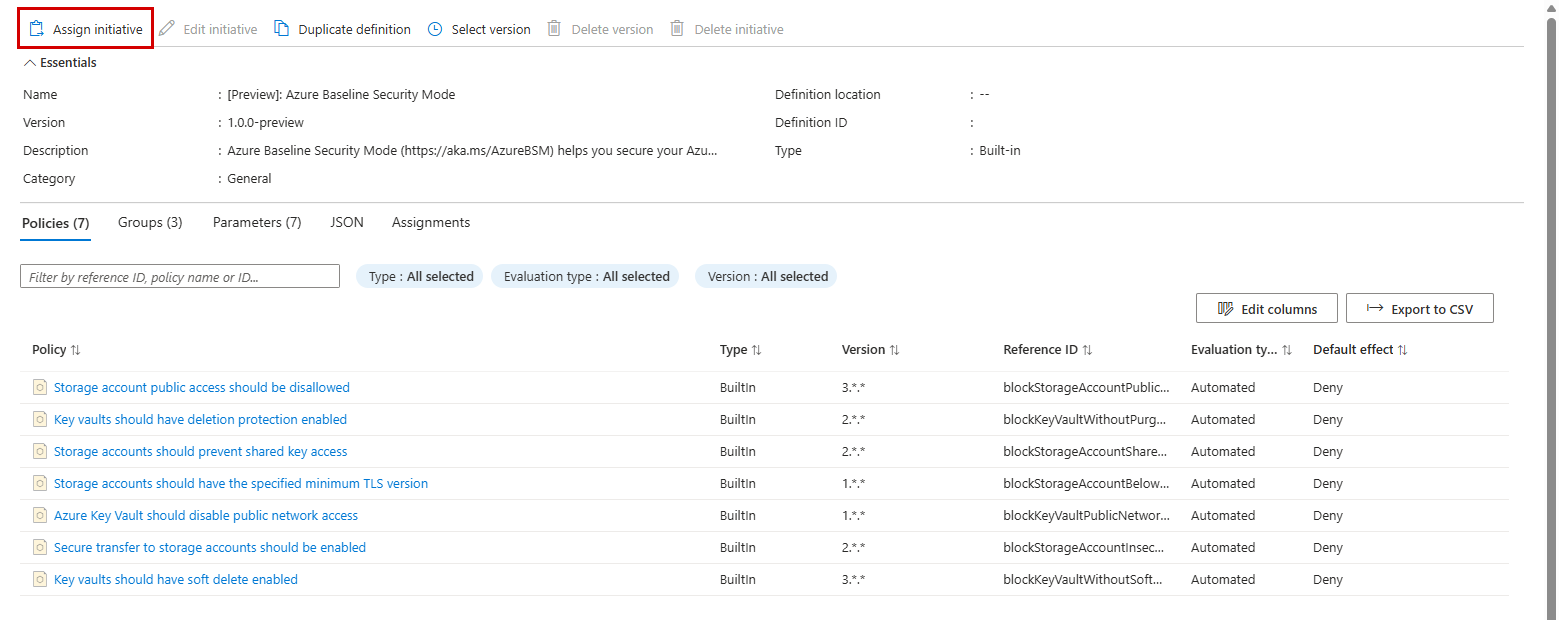 Assign initiative Edit initiative Duplicate definition Select version Delete version Delete initiative
Essentials
Name : [Preview]: Azure Baseline Security Mode Definition location : --
Version : 1.0.0-preview Definition ID :
Description : Azure Baseline Security Mode (https://aka.ms/AzureBSM) helps you secure your Azu... Type : Built-in
Category : General
Policies (7) Groups (3) Parameters (7) JSON Assignments
Filter by reference ID, policy name or ID... Type : All selected Evaluation type : All selected Version : All selected
Edit columns Export to CSV
Policy Type Version Reference ID Evaluation ty... Default effect
Storage account public access should be disallowed BuiltIn 3.*.* blockStorageAccountPublic... Automated Deny
Key vaults should have deletion protection enabled BuiltIn 2.*.* blockKeyVaultWithoutPurg... Automated Deny
Storage accounts should prevent shared key access BuiltIn 2.*.* blockStorageAccountShare... Automated Deny
Storage accounts should have the specified minimum TLS version BuiltIn 1.*.* blockStorageAccountBelow... Automated Deny
Azure Key Vault should disable public network access BuiltIn 1.*.* blockKeyVaultPublicNetwor... Automated Deny
Secure transfer to storage accounts should be enabled BuiltIn 2.*.* blockStorageAccountInsec... Automated Deny
Key vaults should have soft delete enabled BuiltIn 3.*.* blockKeyVaultWithoutSoft... Automated Deny